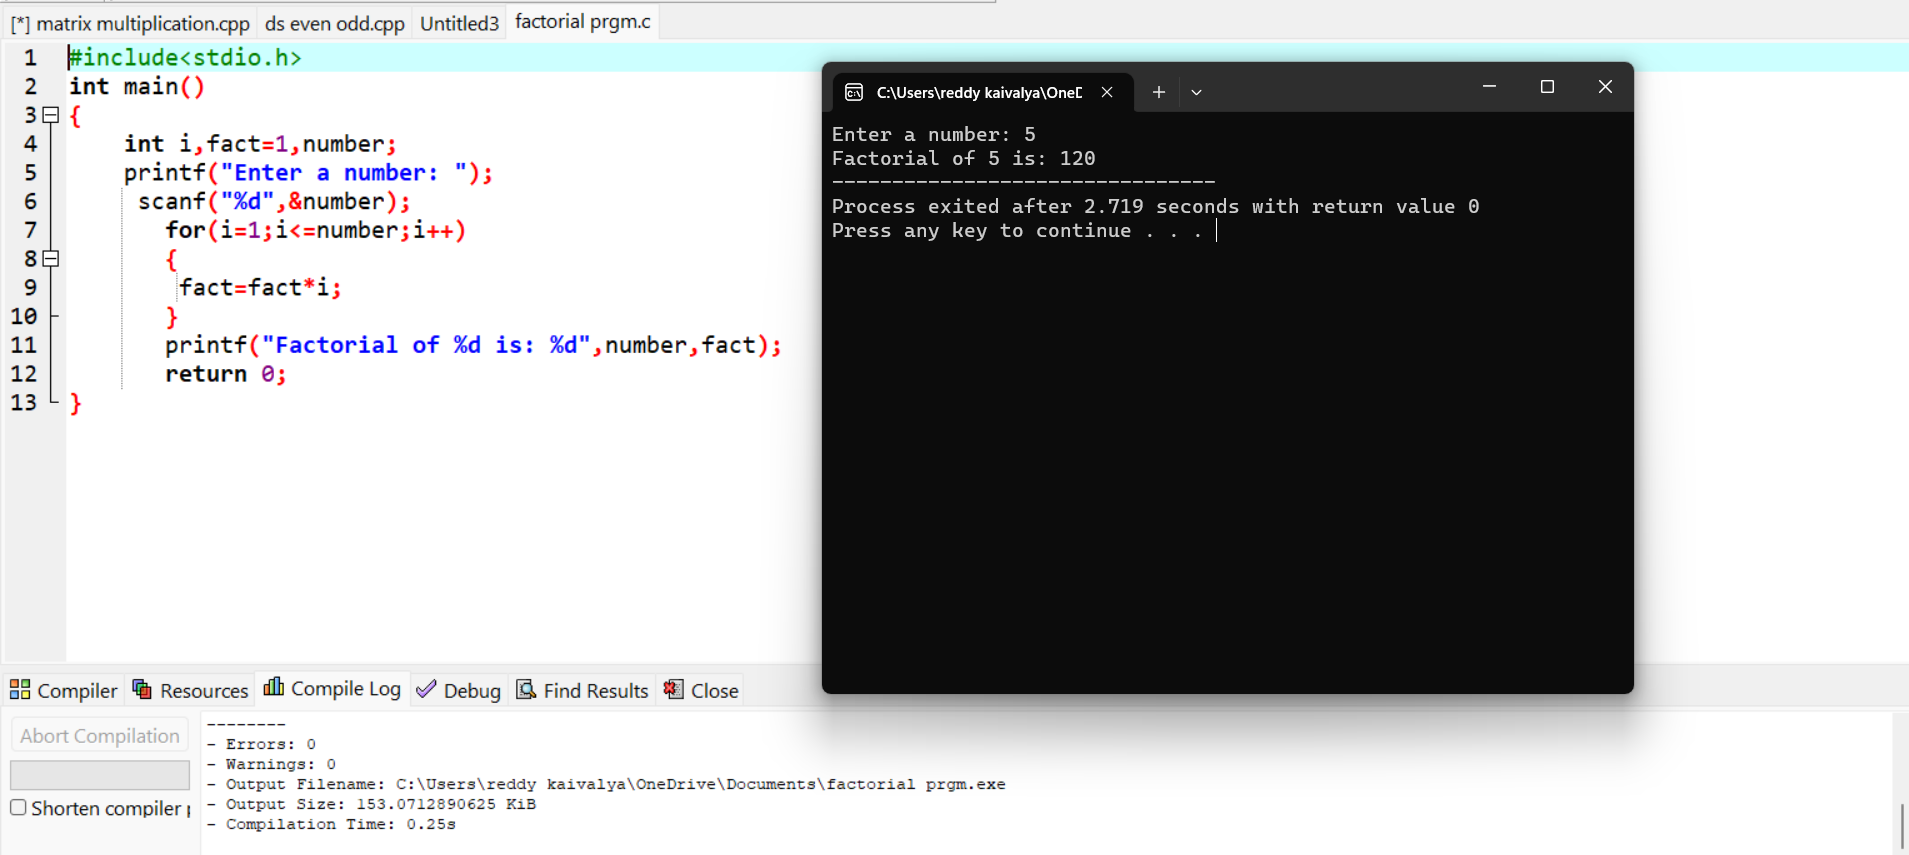 [*] matrix multiplication.cpp ds even odd.cpp Untitled3 factorial prgm.c
1 #include<stdio.h>
2 int main()
3 {
4 int i,fact=1,number;
5 printf("Enter a number: ");
6 scanf("%d",&number);
7 for(i=1;i<=number;i++)
8 {
9 fact=fact*i;
10 }
11 printf("Factorial of %d is: %d",number,fact);
12 return 0;
13 }
C:\Users\reddy kaivalya\OneD
Enter a number: 5
Factorial of 5 is: 120
--------------------------------
Process exited after 2.719 seconds with return value 0
Press any key to continue . . .
Compiler Resources Compile Log Debug Find Results Close
Abort Compilation
Shorten compiler p
--------
- Errors: 0
- Warnings: 0
- Output Filename: C:\Users\reddy kaivalya\OneDrive\Documents\factorial prgm.exe
- Output Size: 153.0712890625 KiB
- Compilation Time: 0.25s